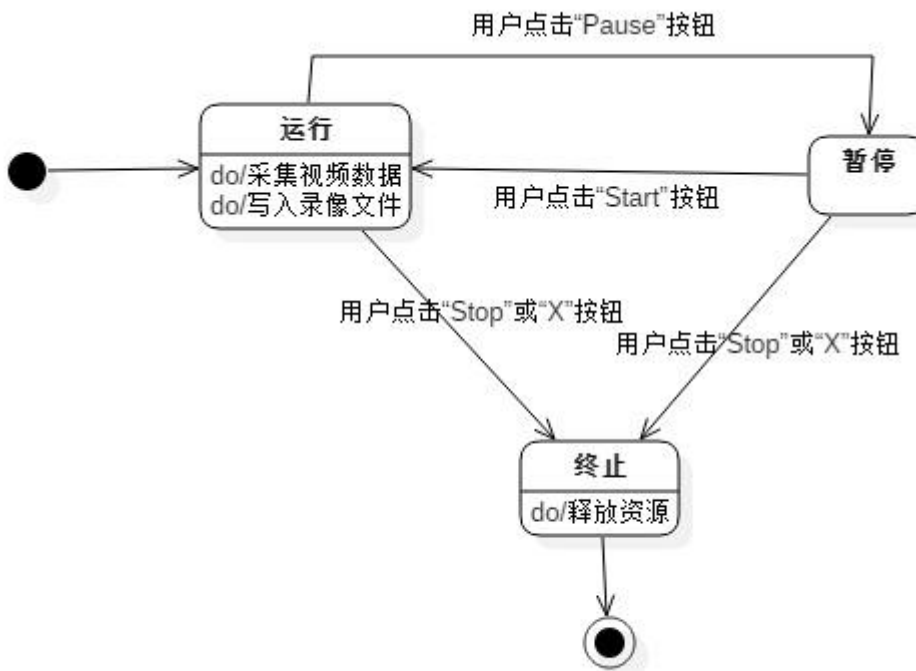 用户点击“Pause”按钮
运行
do/采集视频数据
do/写入录像文件
暂停
用户点击“Start”按钮
用户点击“Stop”或“X”按钮
用户点击“Stop”或“X”按钮
终止
do/释放资源